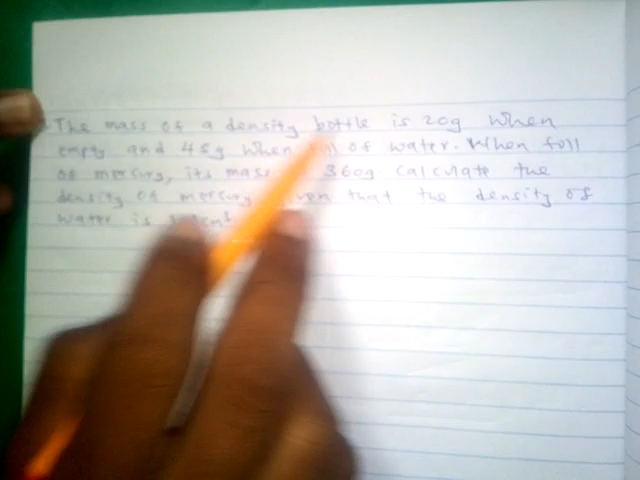 The mass of a density bottle is 20g when
empty and 45g when of water. When full
of mercury, its mass 360g calculate the
density of mercury that the density of
water is